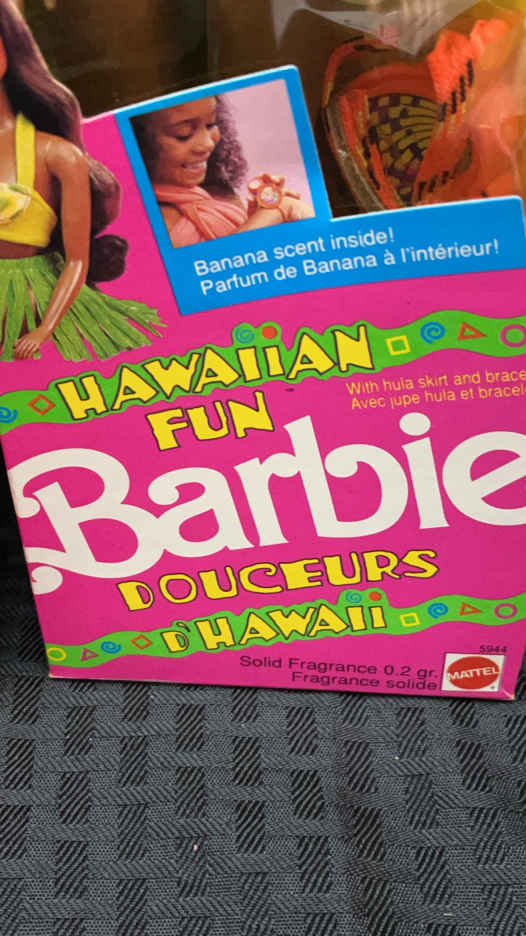 Banana scent inside!
Parfum de Banana à l'intérieur!
HAWAIIAN
FUN
With hula skirt and brace
Avec jupe hula et bracel
Barbie
DOUCEURS
D'HAWAII
5944
Solid Fragrance 0.2 gr.
Fragrance solide
MATTEL